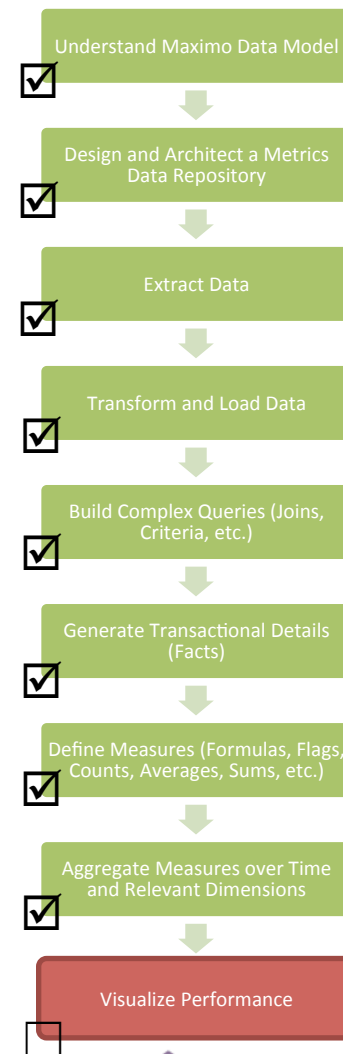 Understand Maximo Data Model
Design and Architect a Metrics
Data Repository
Extract Data
Transform and Load Data
Build Complex Queries (Joins,
Criteria, etc.)
Generate Transactional Details
(Facts)
Define Measures (Formulas, Flags,
Counts, Averages, Sums, etc.)
Aggregate Measures over Time
and Relevant Dimensions
Visualize Performance